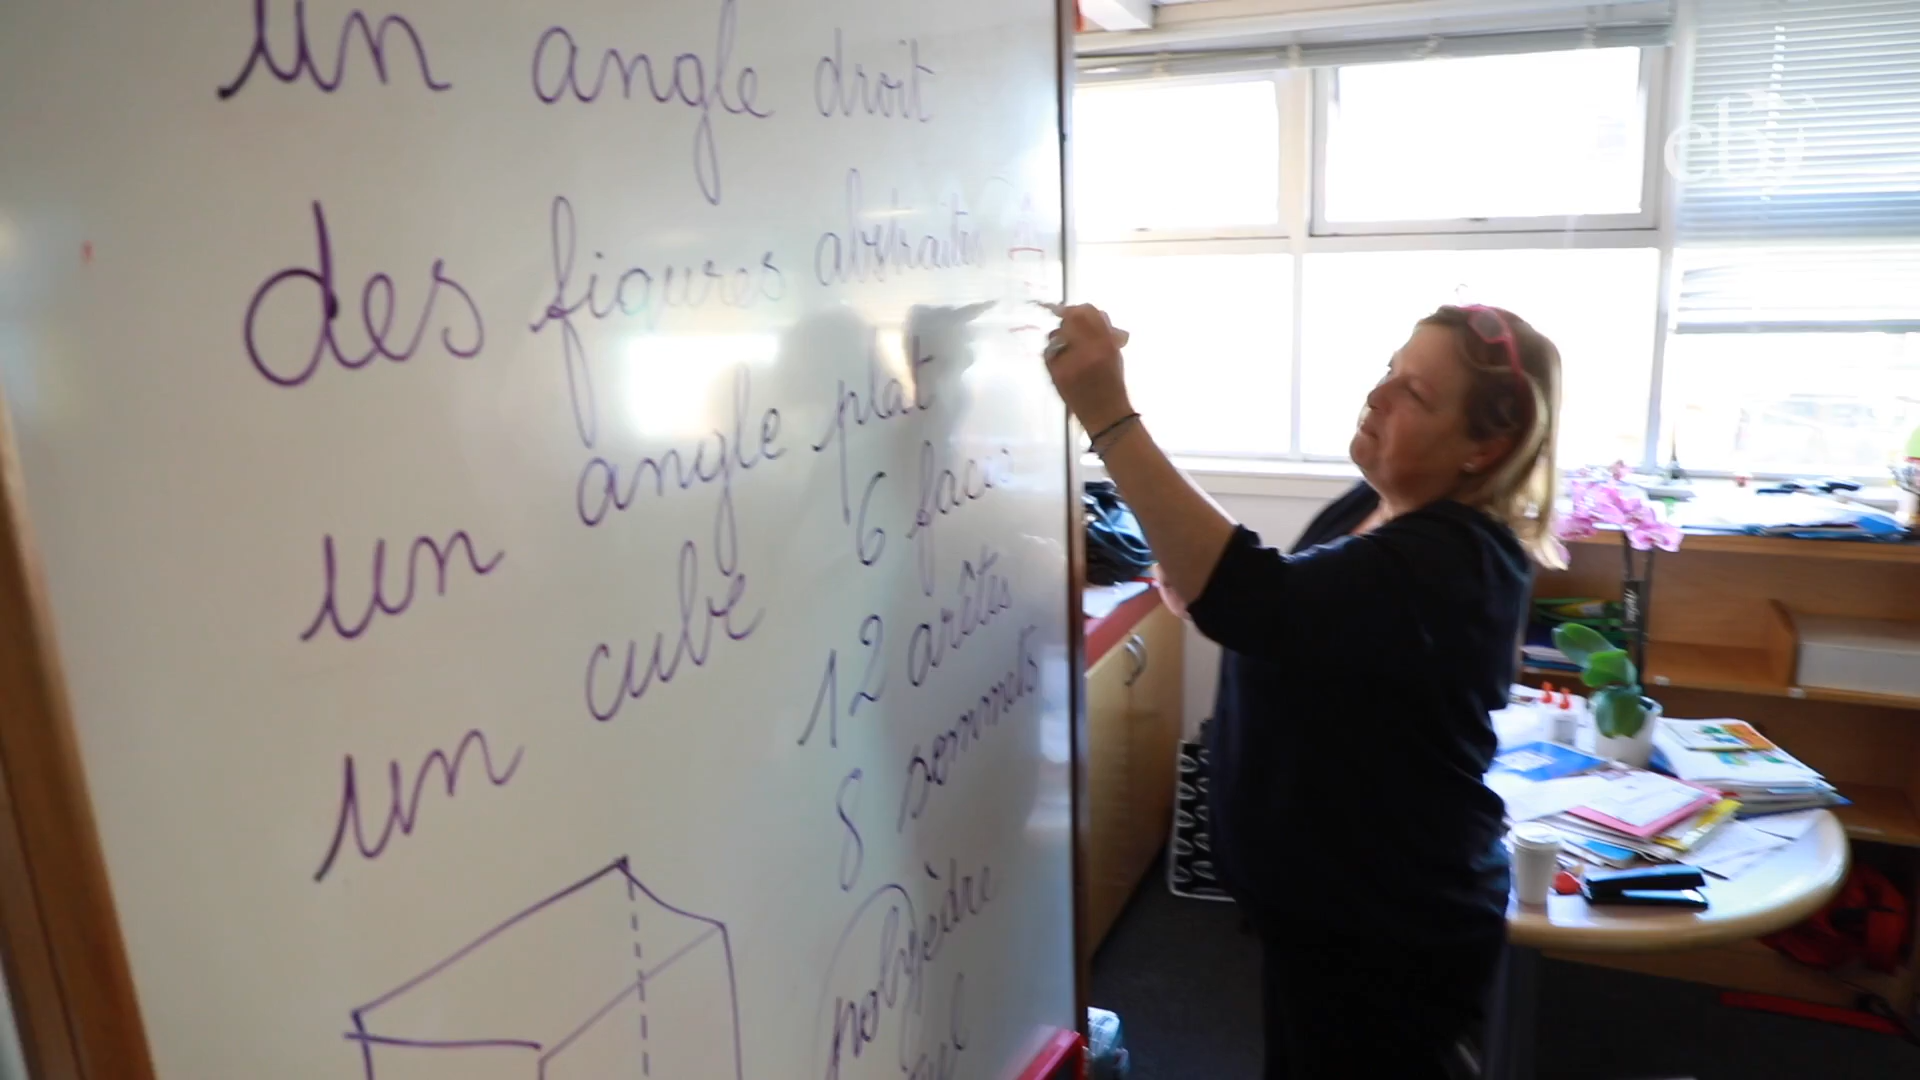 un angle droit
des figures abstraites
un angle plat
un cube 6 faces
12 arêtes
8 sommets
polyèdre